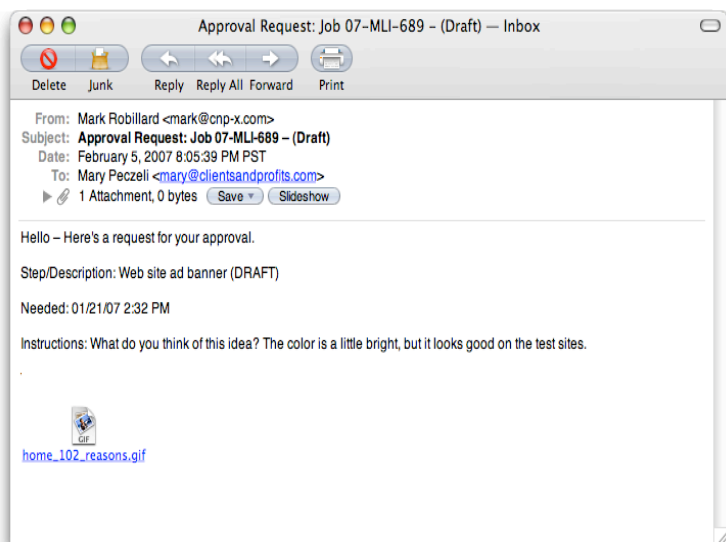 Approval Request: Job 07-MLI-689 – (Draft) — Inbox
Delete Junk Reply Reply All Forward Print
From: Mark Robillard <mark@cnp-x.com>
Subject: Approval Request: Job 07-MLI-689 – (Draft)
Date: February 5, 2007 8:05:39 PM PST
To: Mary Peczeli <mary@clientsandprofits.com>
1 Attachment, 0 bytes Save Slideshow
Hello – Here's a request for your approval.
Step/Description: Web site ad banner (DRAFT)
Needed: 01/21/07 2:32 PM
Instructions: What do you think of this idea? The color is a little bright, but it looks good on the test sites.
.
GIF
home_102_reasons.gif